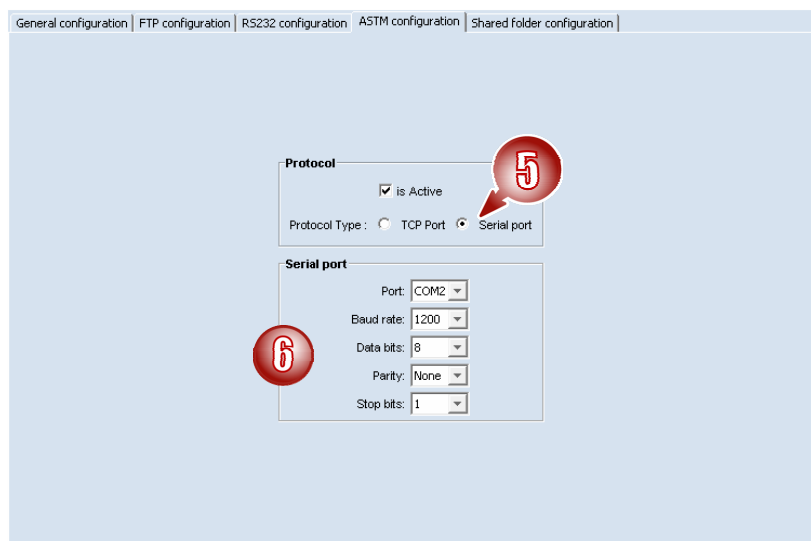 General configuration FTP configuration RS232 configuration ASTM configuration Shared folder configuration
Protocol
5
is Active
Protocol Type : TCP Port Serial port
Serial port
Port: COM2
Baud rate: 1200
6
Data bits: 8
Parity: None
Stop bits: 1